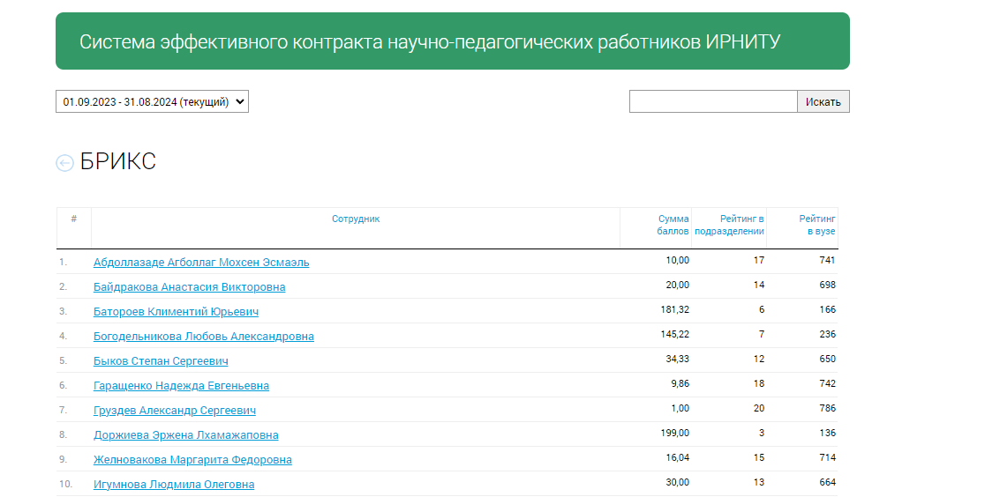 Система эффективного контракта научно-педагогических работников ИРНИТУ
01.09.2023 - 31.08.2024 (текущий) Искать
БРИКС
# Сотрудник Сумма баллов Рейтинг в подразделении Рейтинг в вузе
1. Абдоллазаде Агболлаг Мохсен Эсмаэль 10,00 17 741
2. Байдракова Анастасия Викторовна 20,00 14 698
3. Батороев Климентий Юрьевич 181,32 6 166
4. Богодельникова Любовь Александровна 145,22 7 236
5. Быков Степан Сергеевич 34,33 12 650
6. Гаращенко Надежда Евгеньевна 9,86 18 742
7. Груздев Александр Сергеевич 1,00 20 786
8. Доржиева Эржена Лхамажаповна 199,00 3 136
9. Желновакова Маргарита Федоровна 16,04 15 714
10. Игумнова Людмила Олеговна 30,00 13 664